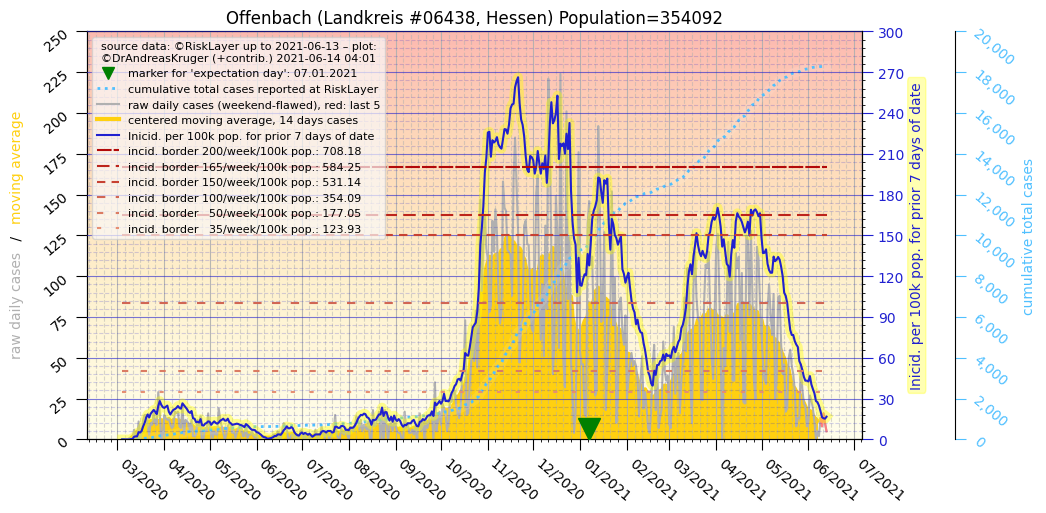 Offenbach (Landkreis #06438, Hessen) Population=354092
source data: ©RiskLayer up to 2021-06-13 – plot:
©DrAndreasKruger (+contrib.) 2021-06-14 04:01
marker for 'expectation day': 07.01.2021
cumulative total cases reported at RiskLayer
raw daily cases (weekend-flawed), red: last 5
centered moving average, 14 days cases
Inicid. per 100k pop. for prior 7 days of date
incid. border 200/week/100k pop.: 708.18
incid. border 165/week/100k pop.: 584.25
incid. border 150/week/100k pop.: 531.14
incid. border 100/week/100k pop.: 354.09
incid. border   50/week/100k pop.: 177.05
incid. border   35/week/100k pop.: 123.93
raw daily cases / moving average
250
225
200
175
150
125
100
75
50
25
0
300
270
240
210
180
150
120
90
60
30
0
Inicid. per 100k pop. for prior 7 days of date
20,000
18,000
16,000
14,000
12,000
10,000
8,000
6,000
4,000
2,000
0
cumulative total cases
03/2020
04/2020
05/2020
06/2020
07/2020
08/2020
09/2020
10/2020
11/2020
12/2020
01/2021
02/2021
03/2021
04/2021
05/2021
06/2021
07/2021